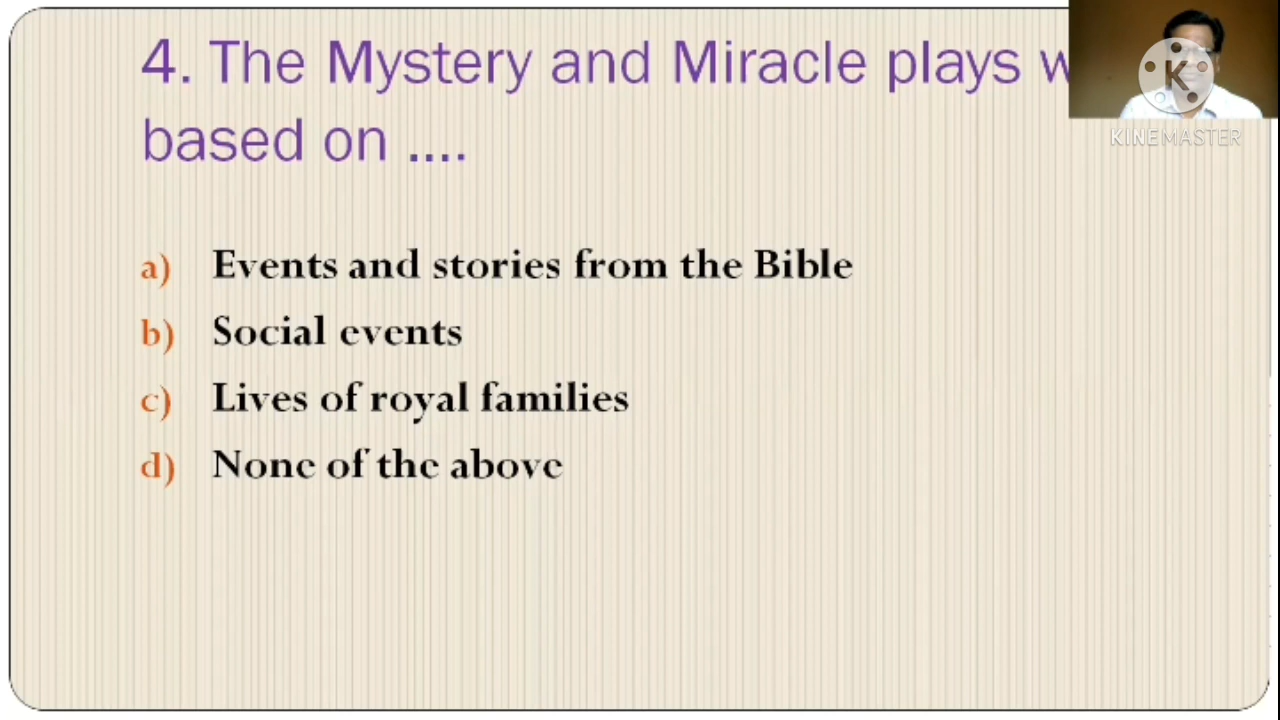 4. The Mystery and Miracle plays
based on ....
a) Events and stories from the Bible
b) Social events
c) Lives of royal families
d) None of the above
K
KINEMASTER